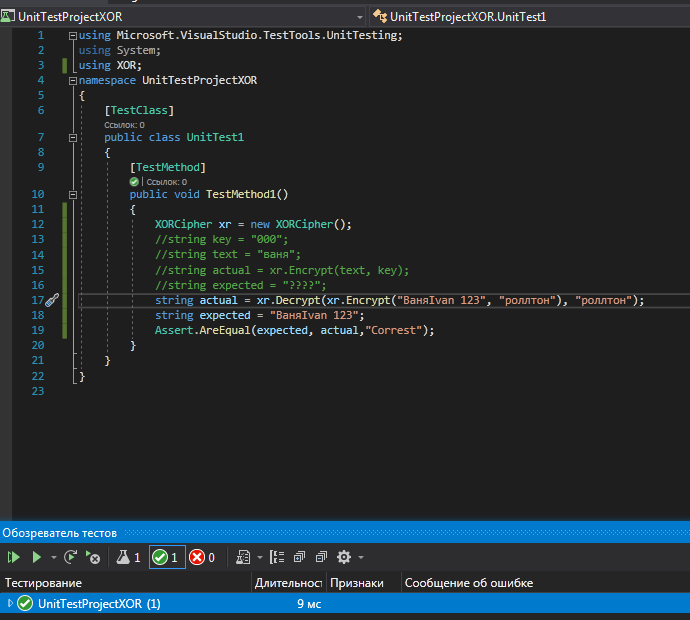 UnitTestProjectXOR UnitTestProjectXOR.UnitTest1
1 using Microsoft.VisualStudio.TestTools.UnitTesting;
2 using System;
3 using XOR;
4 namespace UnitTestProjectXOR
5 {
6 [TestClass]
Ссылок: 0
7 public class UnitTest1
8 {
9 [TestMethod]
| Ссылок: 0
10 public void TestMethod1()
11 {
12 XORCipher xr = new XORCipher();
13 //string key = "000";
14 //string text = "ваня";
15 //string actual = xr.Encrypt(text, key);
16 //string expected = "????";
17 string actual = xr.Decrypt(xr.Encrypt("ВаняIvan 123", "роллтон"), "роллтон");
18 string expected = "ВаняIvan 123";
19 Assert.AreEqual(expected, actual,"Correst");
20 }
21 }
22 }
23
Обозреватель тестов
1 1 0
Тестирование Длительност Признаки Сообщение об ошибке
UnitTestProjectXOR (1) 9 мс